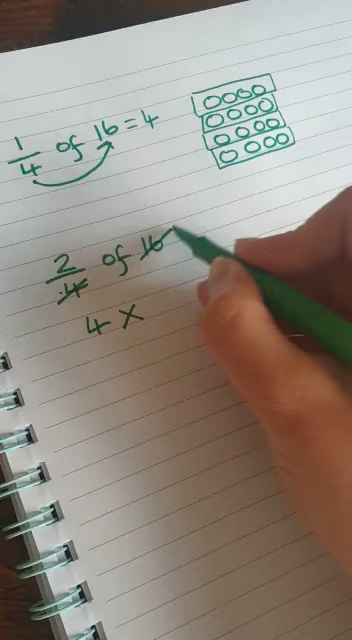 1/4 of 16 = 4
2/4 of 16
4 ×